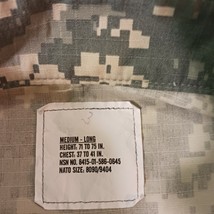 MEDIUM - LONG
HEIGHT: 71 TO 75 IN.
CHEST: 37 TO 41 IN.
NSN NO. 8415-01-586-0845
NATO SIZE: 8090/9404